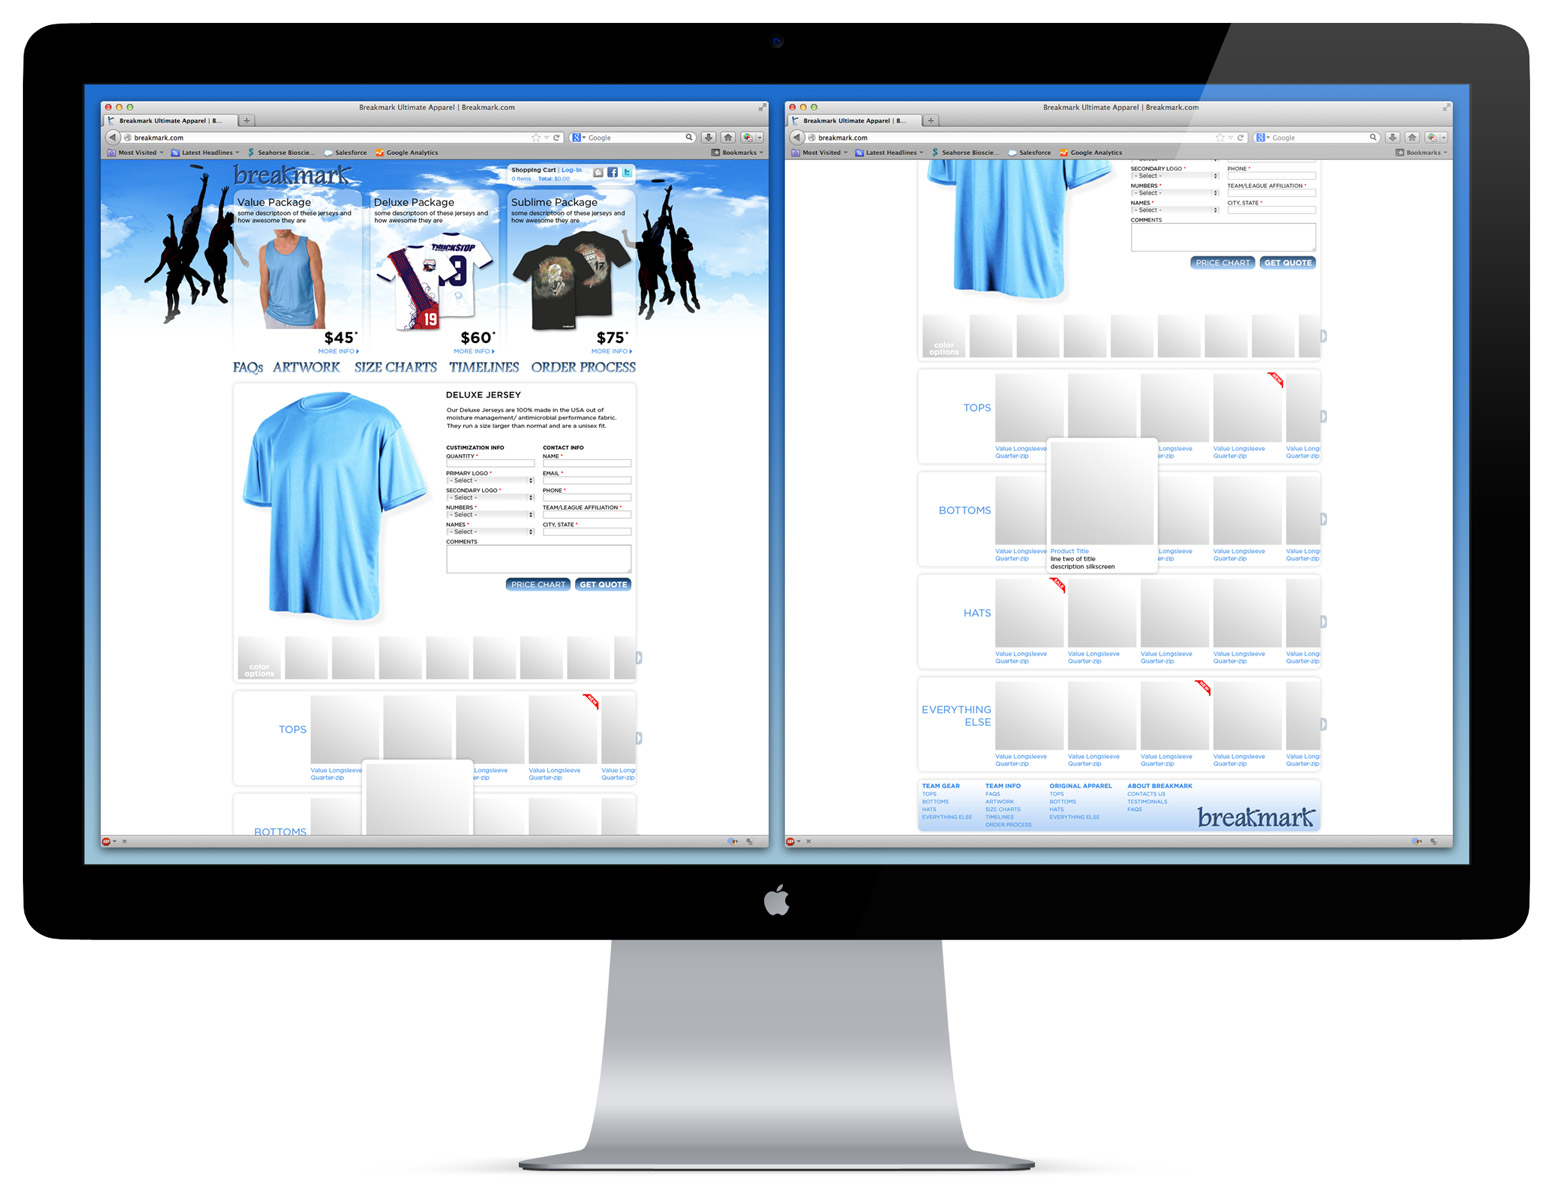 Breakmark Ultimate Apparel | Breakmark.com
Breakmark Ultimate Apparel | B...
breakmark.com
Google
Most Visited
Latest Headlines
Seahorse Bioscie...
Salesforce
Google Analytics
Bookmarks
breakmark
Shopping Cart | Log-In
0 Items Total: $0.00
Value Package
some descriptoon of these jerseys and
how awesome they are
Deluxe Package
some descriptoon of these jerseys and
how awesome they are
Sublime Package
some descriptoon of these jerseys and
how awesome they are
TRUCKSTOP
19
17
$45*
MORE INFO
$60*
MORE INFO
$75*
MORE INFO
FAQs ARTWORK SIZE CHARTS TIMELINES ORDER PROCESS
DELUXE JERSEY
Our Deluxe Jerseys are 100% made in the USA out of
moisture management/ antimicrobial performance fabric.
They run a size larger than normal and are a unisex fit.
CUSTIMIZATION INFO
QUANTITY *
PRIMARY LOGO *
- Select -
SECONDARY LOGO *
- Select -
NUMBERS *
- Select -
NAMES *
- Select -
CONTACT INFO
NAME *
EMAIL *
PHONE *
TEAM/LEAGUE AFFILIATION *
CITY, STATE *
COMMENTS
PRICE CHART
GET QUOTE
color
options
TOPS
NEW
Value Longsleeve
Quarter-zip
ngsleeve
Value Longsleeve
Quarter-zip
Value Long
Quarter-zip
BOTTOMS
ABP
Breakmark Ultimate Apparel | Breakmark.com
Breakmark Ultimate Apparel | B...
breakmark.com
Google
Most Visited
Latest Headlines
Seahorse Bioscie...
Salesforce
Google Analytics
Bookmarks
SECONDARY LOGO *
- Select -
NUMBERS *
- Select -
NAMES *
- Select -
PHONE *
TEAM/LEAGUE AFFILIATION *
CITY, STATE *
COMMENTS
PRICE CHART
GET QUOTE
color
options
TOPS
NEW
Value Longsleeve
Quarter-zip
ngsleeve
Value Longsleeve
Quarter-zip
Value Long
Quarter-zip
BOTTOMS
Value Longsleeve
Quarter-zip
Product Title
line two of title
description silkscreen
ngsleeve
Value Longsleeve
Quarter-zip
Value Long
Quarter-zip
HATS
SALE
Value Longsleeve
Quarter-zip
Value Longsleeve
Quarter-zip
Value Longsleeve
Quarter-zip
Value Longsleeve
Quarter-zip
Value Long
Quarter-zip
EVERYTHING
ELSE
NEW
Value Longsleeve
Quarter-zip
Value Longsleeve
Quarter-zip
Value Longsleeve
Quarter-zip
Value Longsleeve
Quarter-zip
Value Long
Quarter-zip
TEAM GEAR
TOPS
BOTTOMS
HATS
EVERYTHING ELSE
TEAM INFO
FAQS
ARTWORK
SIZE CHARTS
TIMELINES
ORDER PROCESS
ORIGINAL APPAREL
TOPS
BOTTOMS
HATS
EVERYTHING ELSE
ABOUT BREAKMARK
CONTACTS US
TESTIMONIALS
FAQS
breakmark
ABP